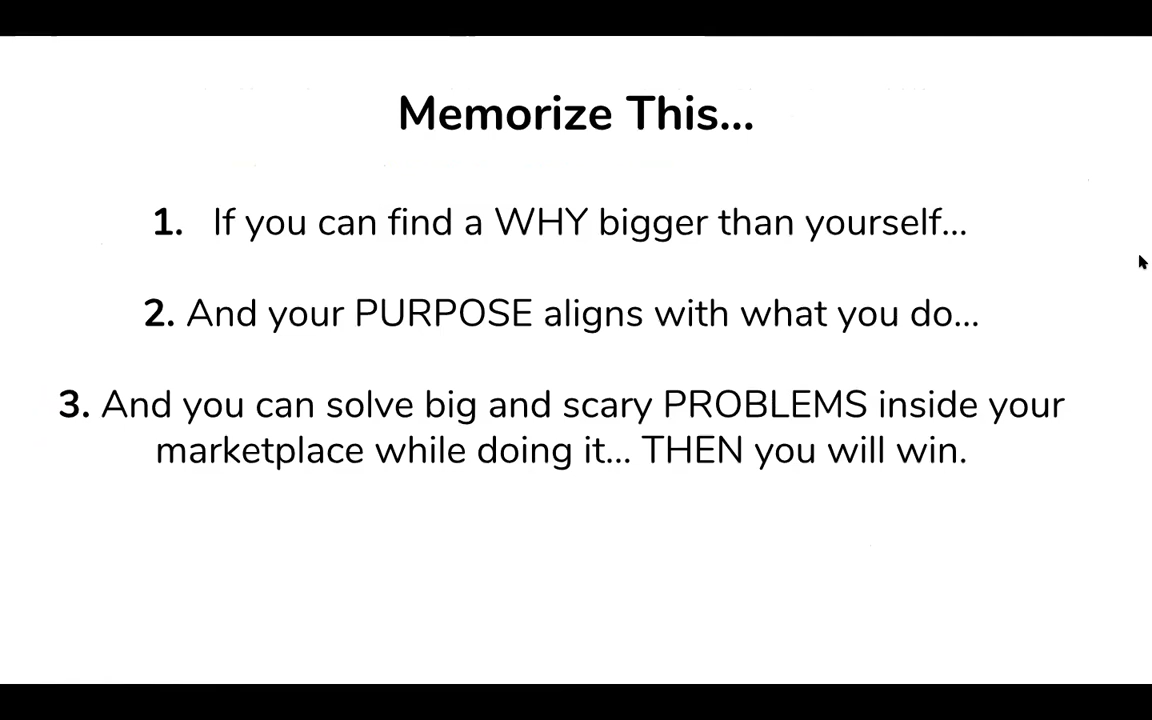 Memorize This...
1. If you can find a WHY bigger than yourself...
2. And your PURPOSE aligns with what you do...
3. And you can solve big and scary PROBLEMS inside your
marketplace while doing it... THEN you will win.